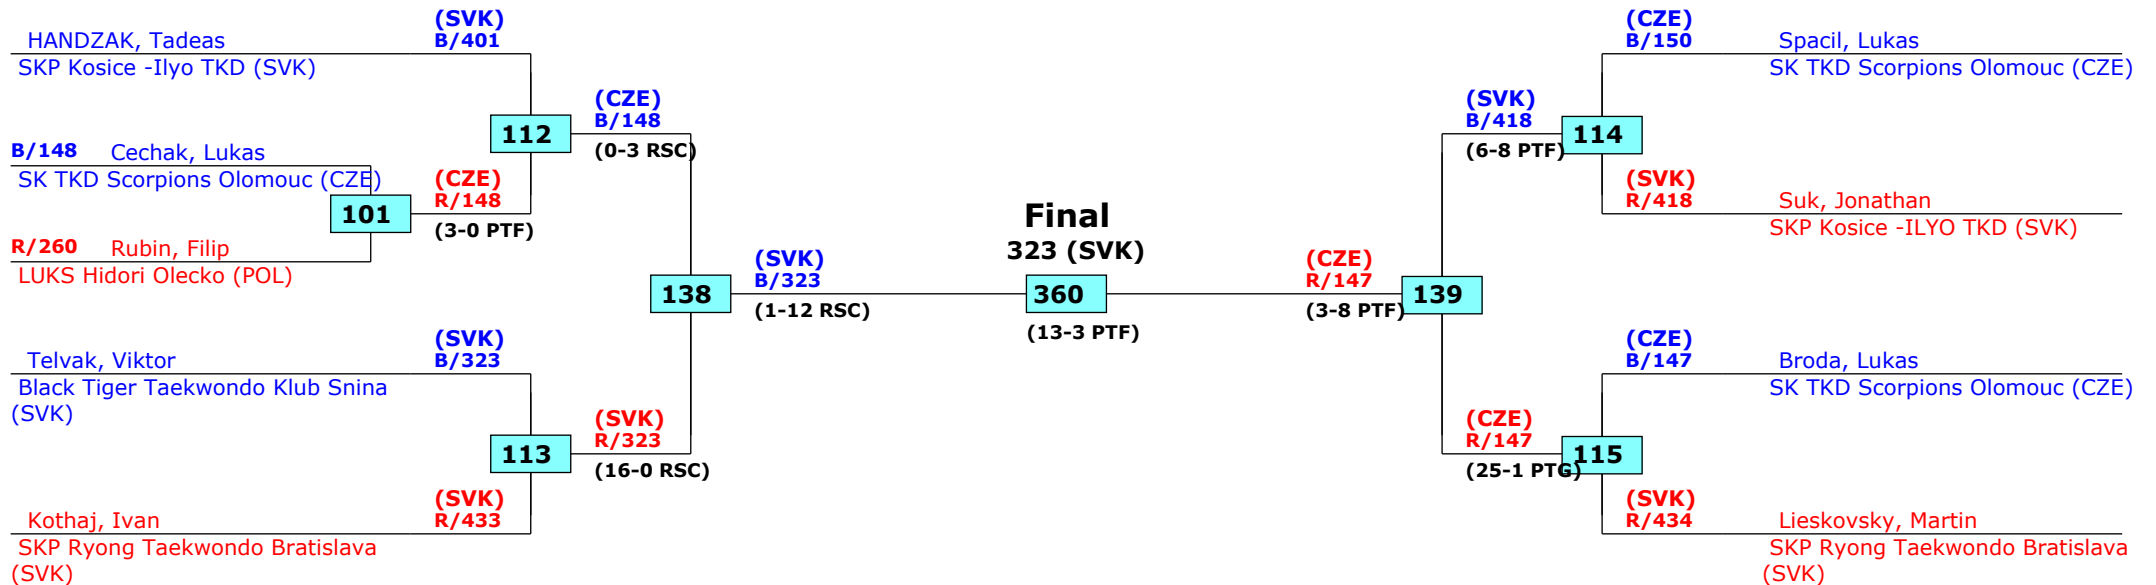 (SVK)
B/401
HANDZAK, Tadeas
SKP Kosice -Ilyo TKD (SVK)
112
(CZE)
B/148
(0-3 RSC)
B/148 Cechak, Lukas
SK TKD Scorpions Olomouc (CZE)
101
(CZE)
R/148
(3-0 PTF)
R/260 Rubin, Filip
LUKS Hidori Olecko (POL)
138
(SVK)
B/323
(1-12 RSC)
(SVK)
B/323
Telvak, Viktor
Black Tiger Taekwondo Klub Snina
(SVK)
113
(SVK)
R/323
(16-0 RSC)
(SVK)
R/433
Kothaj, Ivan
SKP Ryong Taekwondo Bratislava
(SVK)
Final
323 (SVK)
360
(13-3 PTF)
(CZE)
R/147
(3-8 PTF)
139
(CZE)
B/150
Spacil, Lukas
SK TKD Scorpions Olomouc (CZE)
(SVK)
B/418
(6-8 PTF)
114
(SVK)
R/418
Suk, Jonathan
SKP Kosice -ILYO TKD (SVK)
(CZE)
B/147
Broda, Lukas
SK TKD Scorpions Olomouc (CZE)
(CZE)
R/147
(25-1 PTG)
115
(SVK)
R/434
Lieskovsky, Martin
SKP Ryong Taekwondo Bratislava
(SVK)